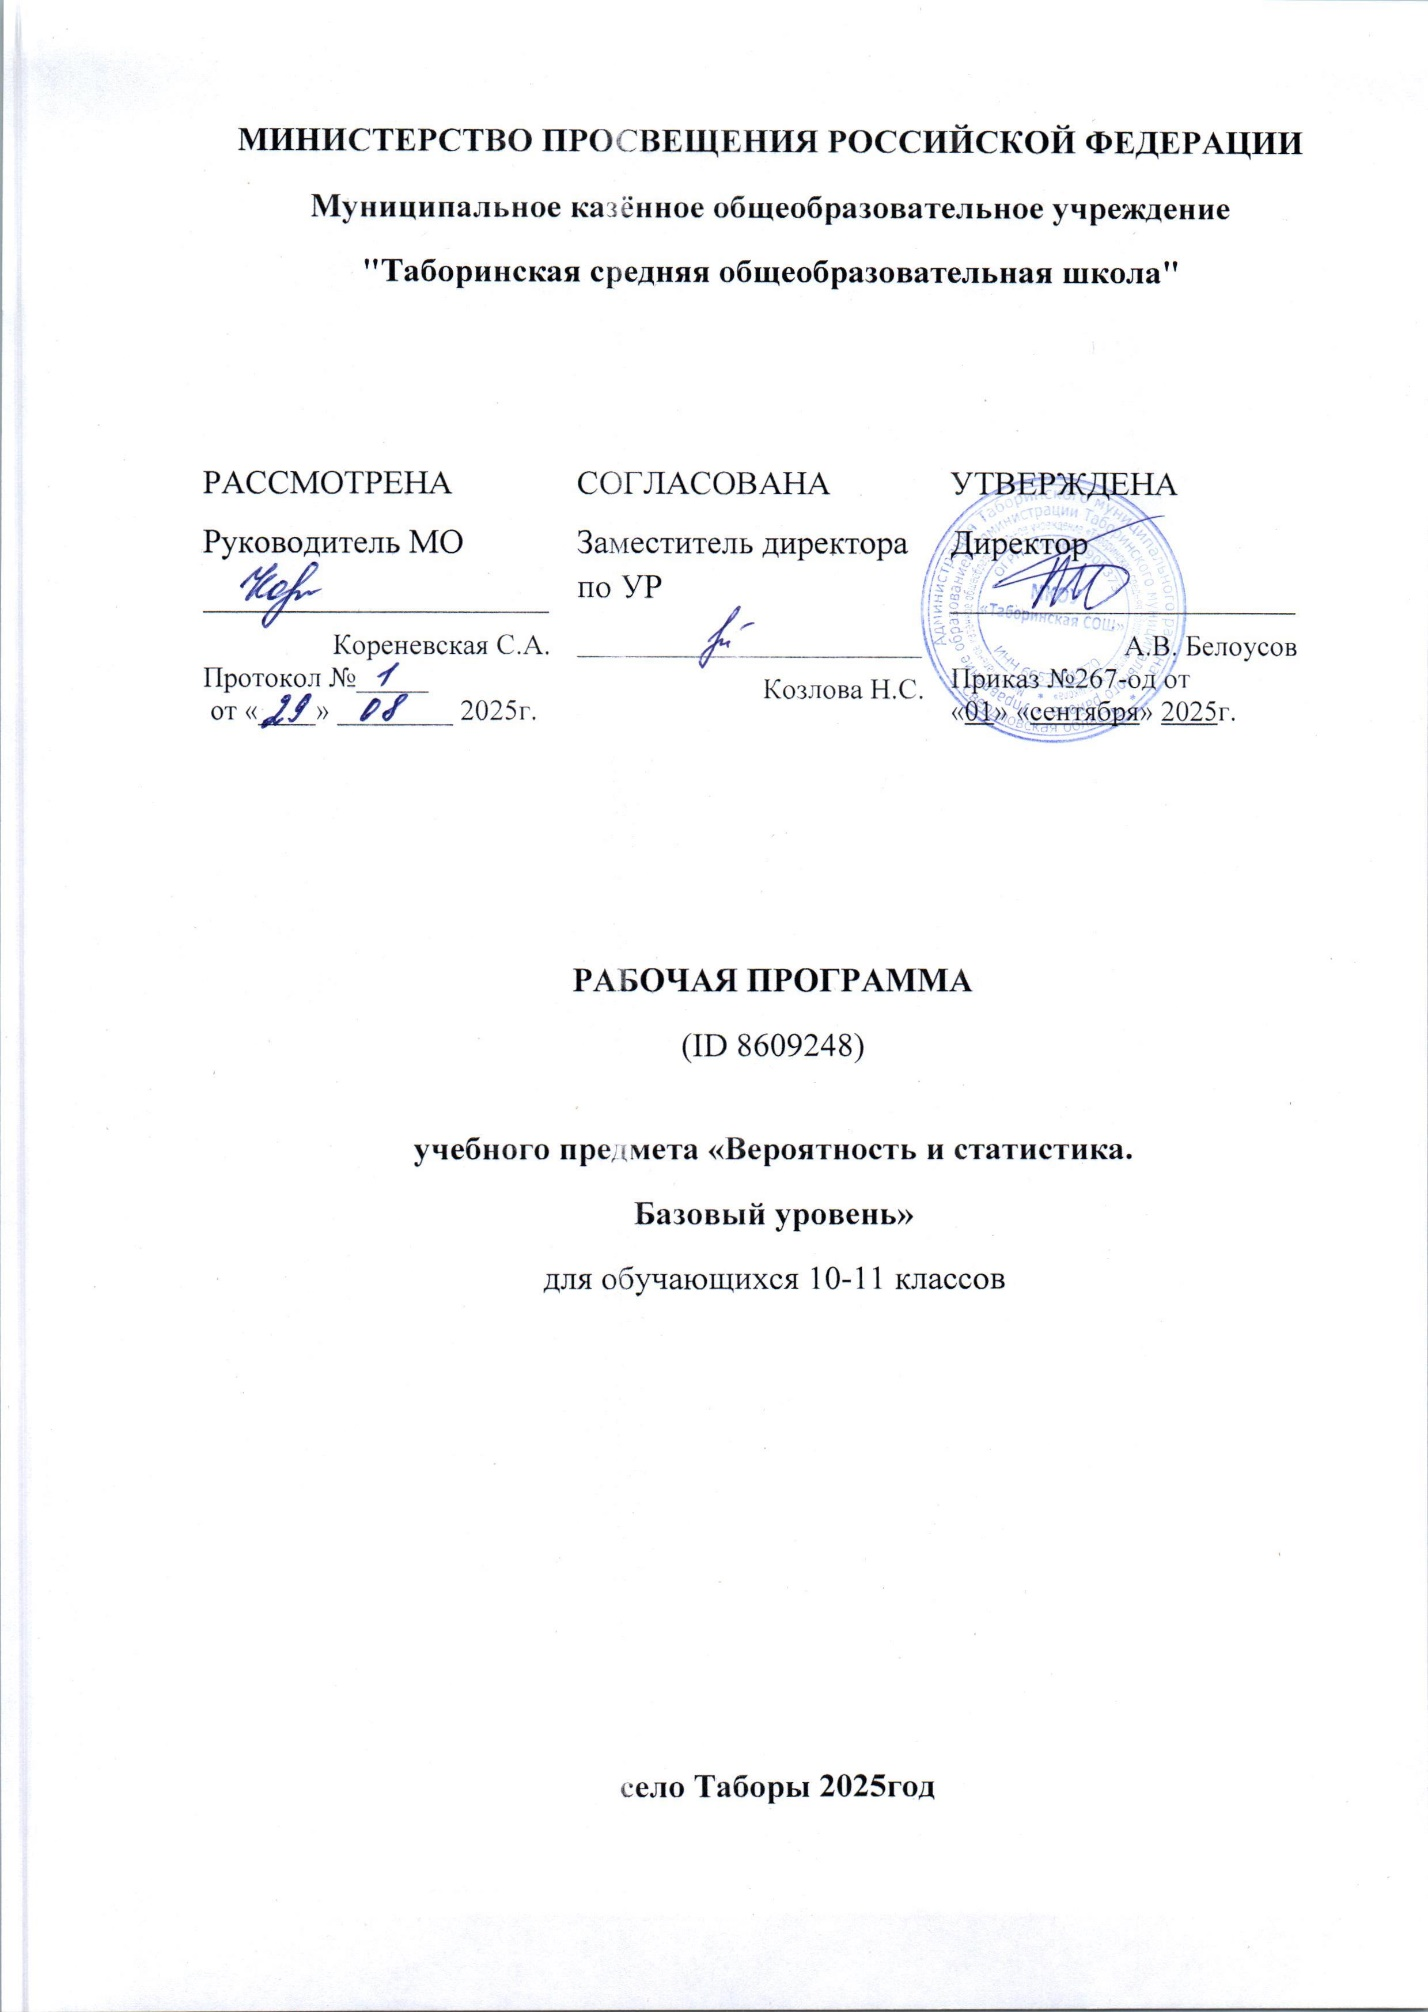 МИНИСТЕРСТВО ПРОСВЕЩЕНИЯ РОССИЙСКОЙ ФЕДЕРАЦИИ
Муниципальное казённое общеобразовательное учреждение
"Таборинская средняя общеобразовательная школа"
РАССМОТРЕНА
Руководитель МО
Кореневская С.А.
Протокол № 1
от «29» 08 2025г.
СОГЛАСОВАНА
Заместитель директора
по УР
Козлова Н.С.
УТВЕРЖДЕНА
Директор
А.В. Белоусов
Приказ №267-од от
«01» «сентября» 2025г.
«Таборинская СОШ»
РАБОЧАЯ ПРОГРАММА
(ID 8609248)
учебного предмета «Вероятность и статистика.
Базовый уровень»
для обучающихся 10-11 классов
село Таборы 2025год